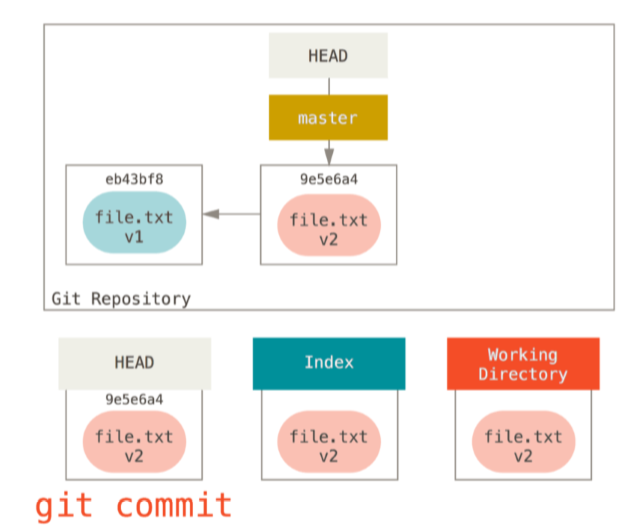 HEAD
master
eb43bf8
9e5e6a4
file.txt
v1
file.txt
v2
Git Repository
HEAD
Index
Working
Directory
9e5e6a4
file.txt
v2
file.txt
v2
file.txt
v2
git commit